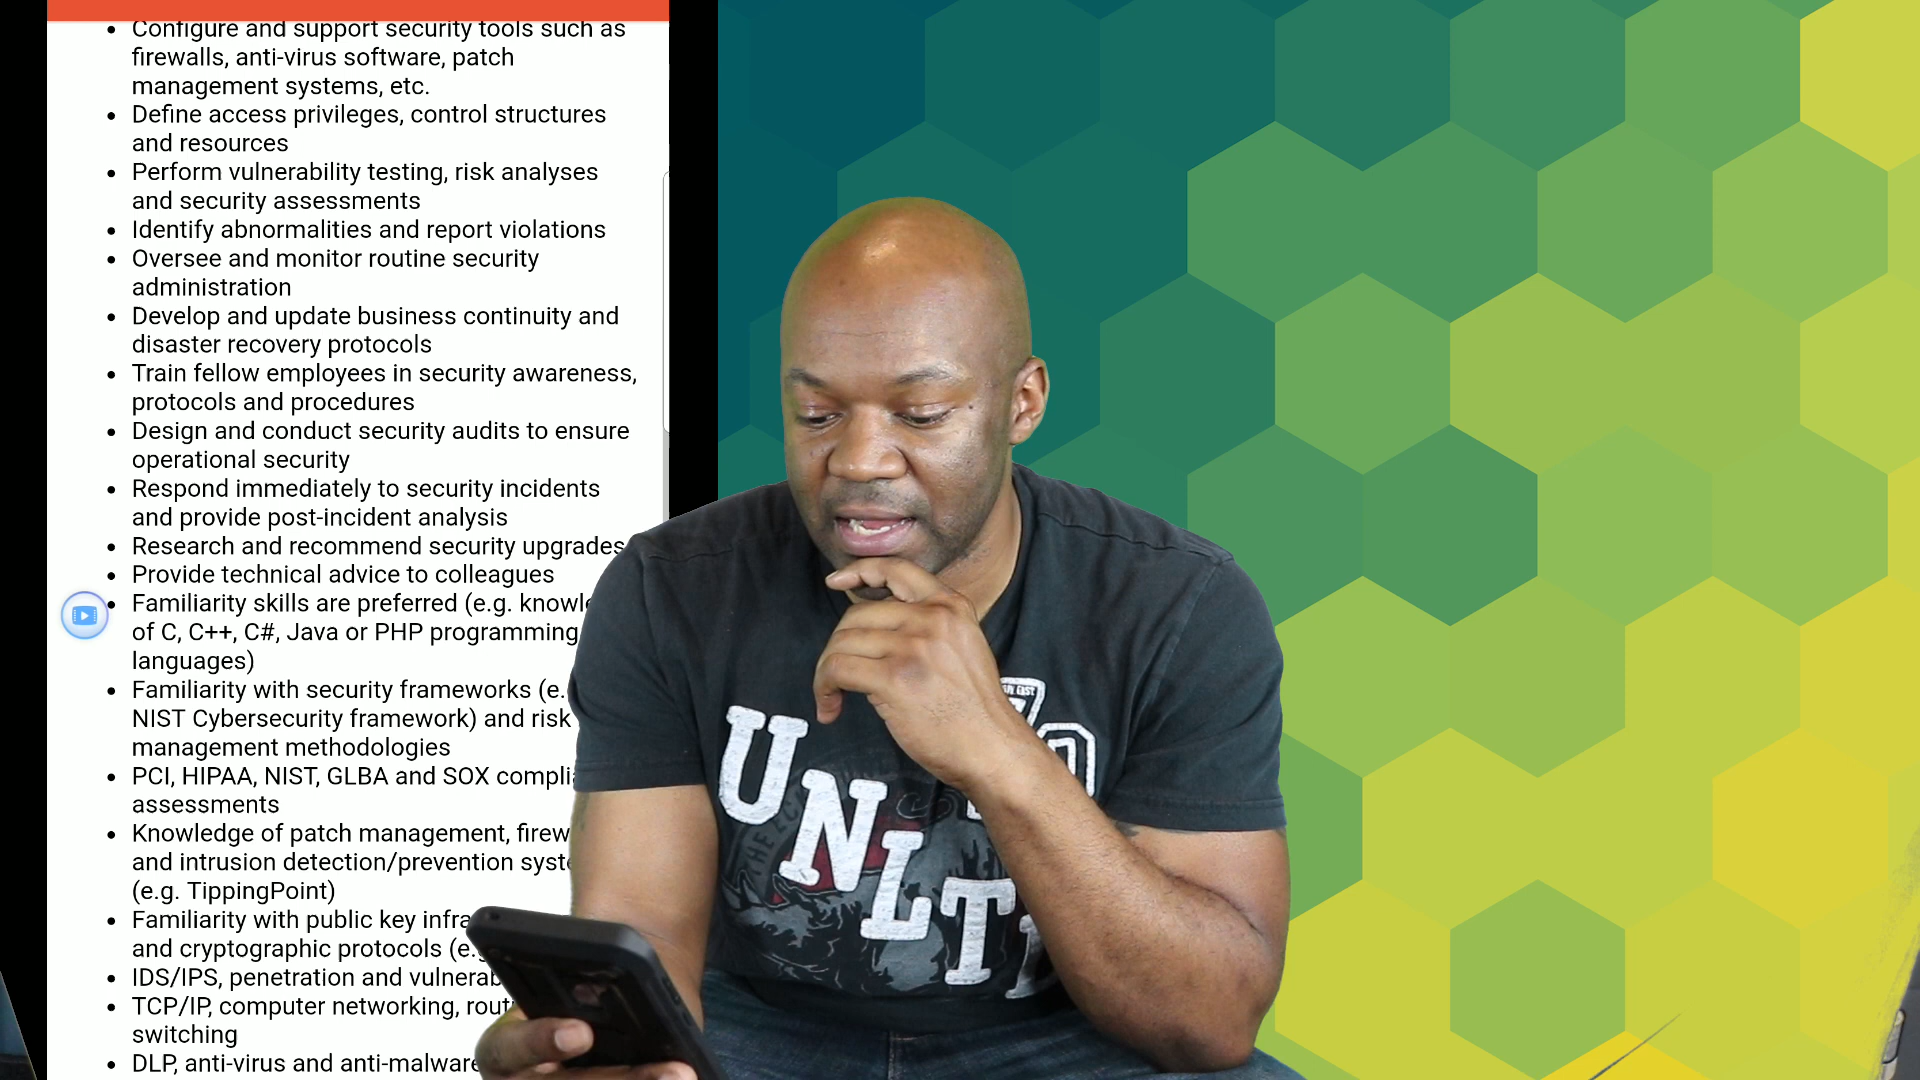 Configure and support security tools such as
firewalls, anti-virus software, patch
management systems, etc.
Define access privileges, control structures
and resources
Perform vulnerability testing, risk analyses
and security assessments
Identify abnormalities and report violations
Oversee and monitor routine security
administration
Develop and update business continuity and
disaster recovery protocols
Train fellow employees in security awareness,
protocols and procedures
Design and conduct security audits to ensure
operational security
Respond immediately to security incidents
and provide post-incident analysis
Research and recommend security upgrades
Provide technical advice to colleagues
Familiarity skills are preferred (e.g.
of C, C++, C#, Java or PHP programming
languages)
Familiarity with security frameworks
NIST Cybersecurity framework) and risk
management methodologies
PCI, HIPAA, NIST, GLBA and SOX
assessments
Knowledge of patch management,
and intrusion detection/prevention
(e.g. TippingPoint)
Familiarity with public key
and cryptographic protocols
IDS/IPS, penetration and
TCP/IP, computer networking,
switching
DLP, anti-virus and anti-malware
UNLT